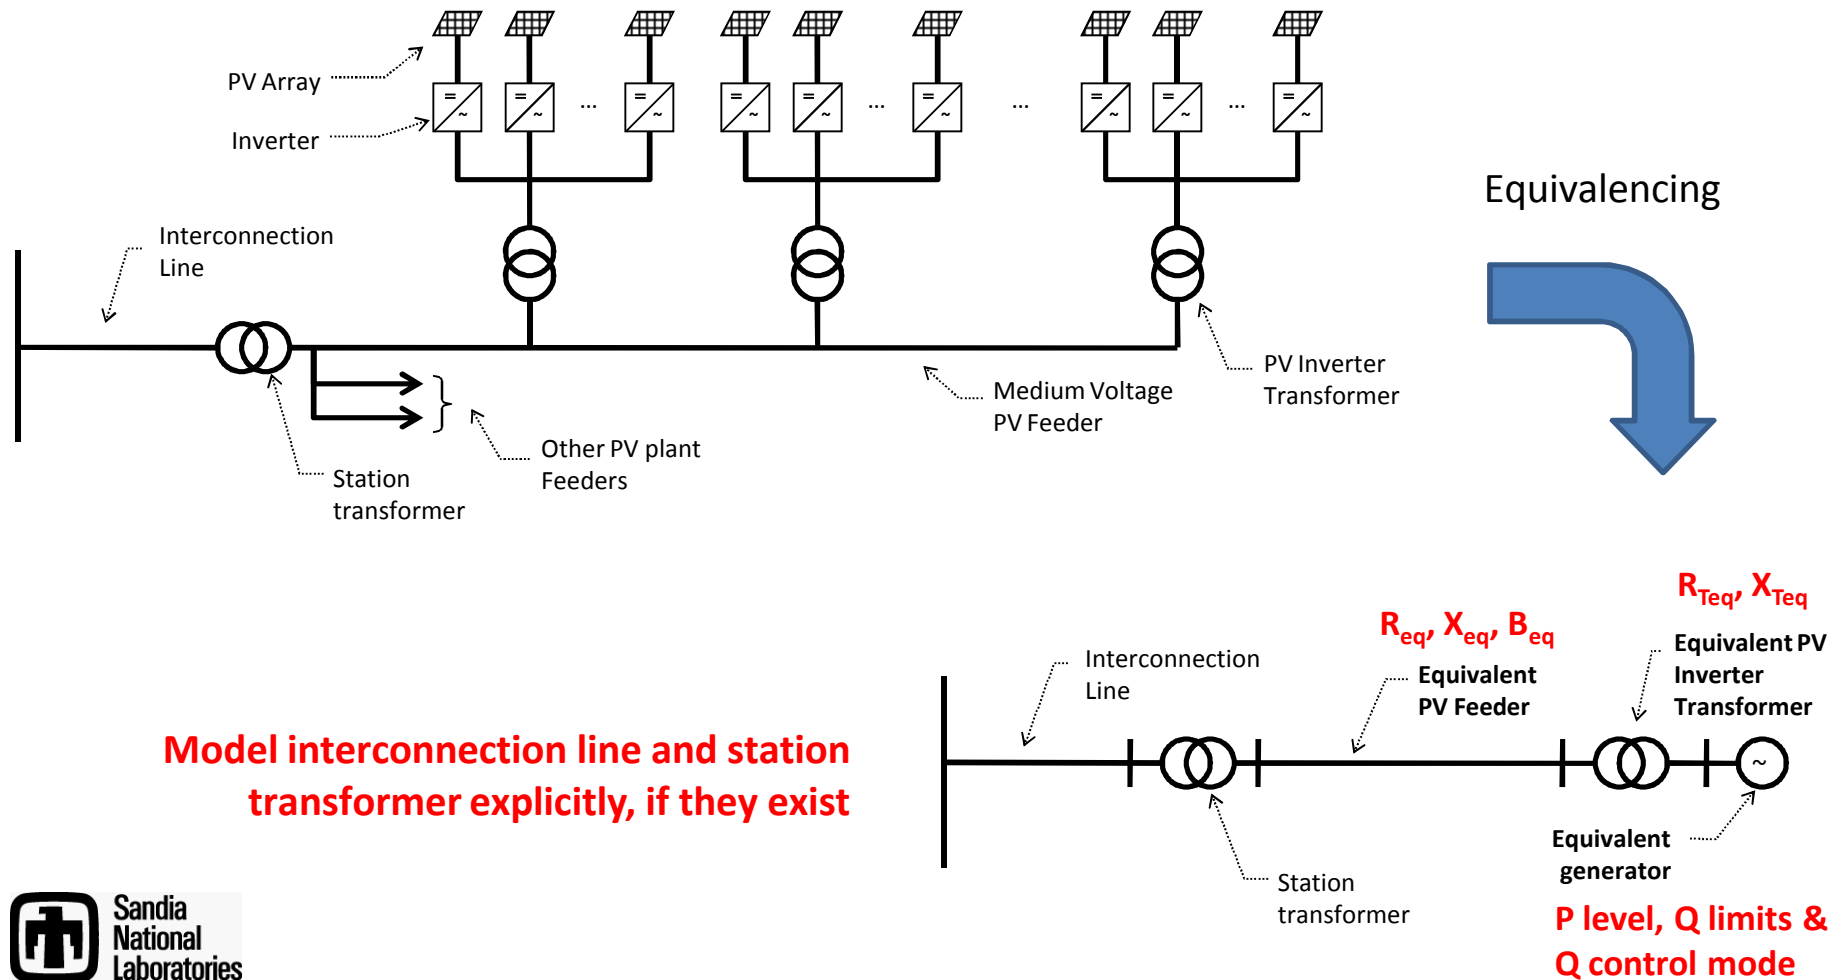 PV Array
Inverter
= ~
= ~
...
= ~
= ~
= ~
...
= ~
...
= ~
= ~
...
= ~
Equivalencing
Interconnection
Line
PV Inverter
Transformer
Medium Voltage
PV Feeder
Other PV plant
Feeders
Station
transformer
R_Teq, X_Teq
R_eq, X_eq, B_eq
Equivalent PV
Inverter
Transformer
Interconnection
Line
Equivalent
PV Feeder
Model interconnection line and station
transformer explicitly, if they exist
~
Equivalent
generator
Station
transformer
P level, Q limits &
Q control mode
Sandia
National
Laboratories